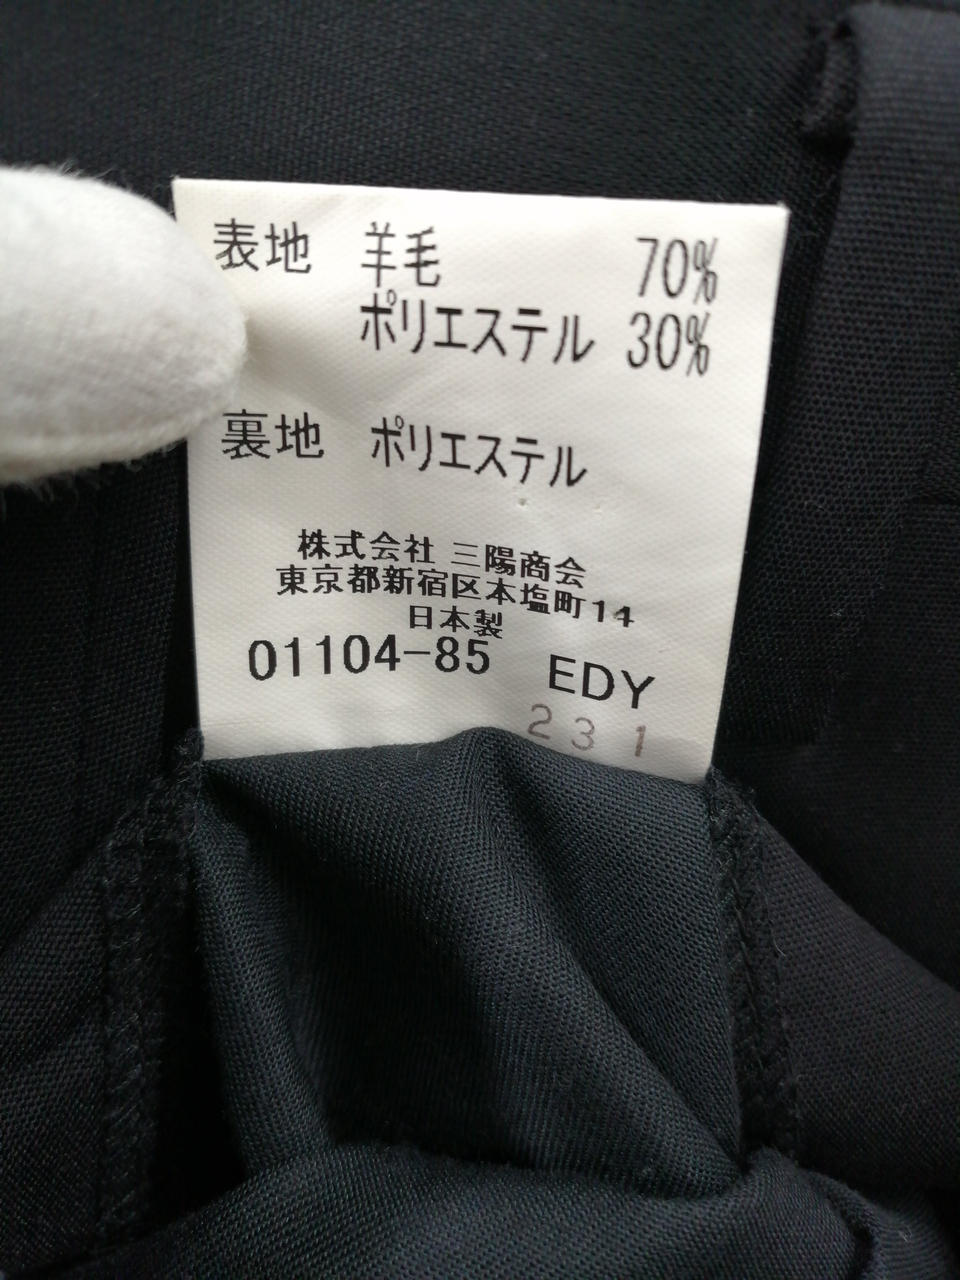 表地 羊毛 70%
ポリエステル 30%
裏地 ポリエステル
株式会社 三陽商会
東京都新宿区本塩町14
日本製
01104-85 EDY
231